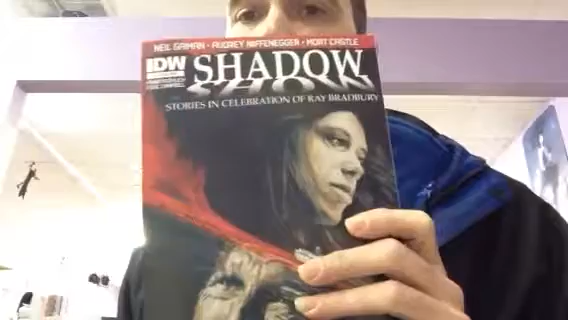 NEIL GAIMAN • AUDREY NIFFENEGGER • MORT CASTLE
IDW
SHADOW
SHOW
STORIES IN CELEBRATION OF RAY BRADBURY